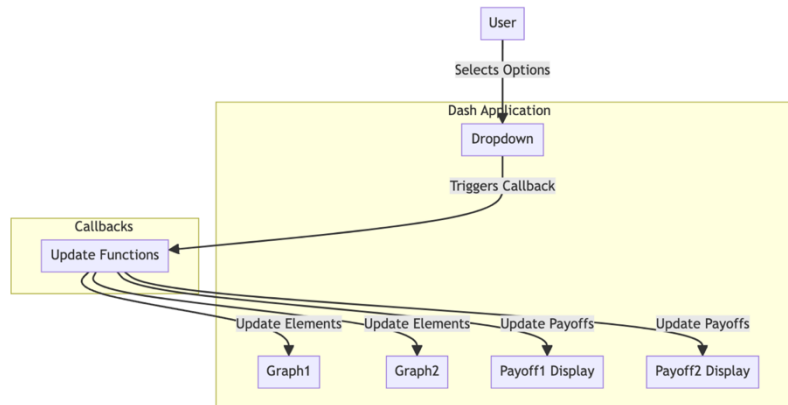 User
Selects Options
Dash Application
Dropdown
Triggers Callback
Callbacks
Update Functions
Update Elements
Update Elements
Update Payoffs
Update Payoffs
Graph1
Graph2
Payoff1 Display
Payoff2 Display